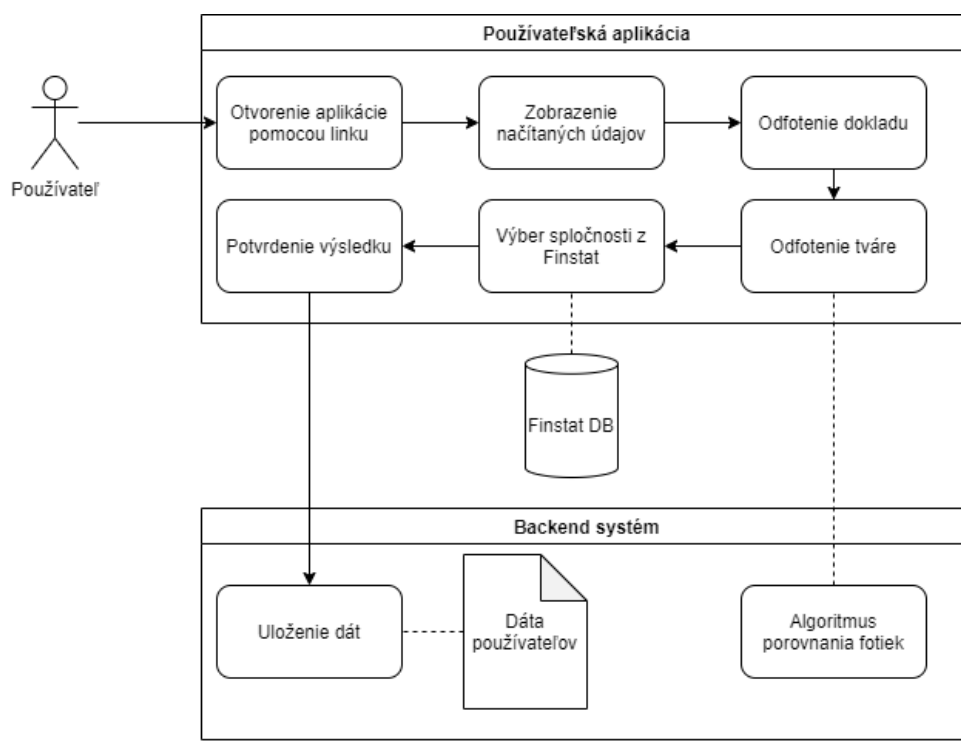 Používateľská aplikácia
Používateľ
Otvorenie aplikácie
pomocou linku
Zobrazenie
načítaných údajov
Odfotenie dokladu
Potvrdenie výsledku
Výber spločnosti z
Finstat
Odfotenie tváre
Finstat DB
Backend systém
Uloženie dát
Dáta
používateľov
Algoritmus
porovnania fotiek